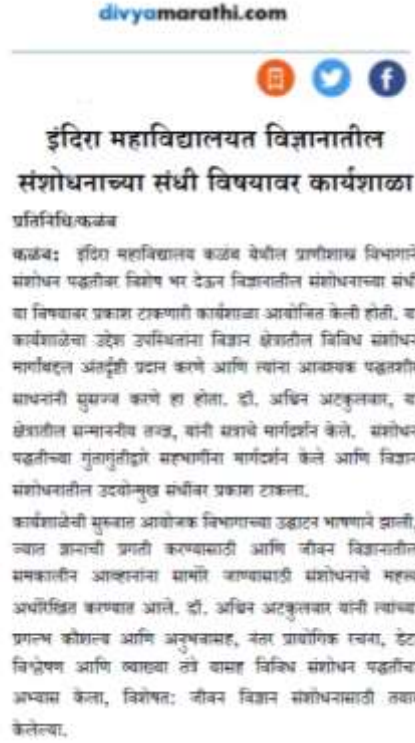 divyamarathi.com
इंदिरा महाविद्यालयत विज्ञानातील
संशोधनाच्या संधी विषयावर कार्यशाळा
प्रतिनिधि/कळंब
कळंब: इंदिरा महाविद्यालय कळंब येथील प्राणीशास्त्र विभागाने
संशोधन पद्धतीवर विशेष भर देऊन विज्ञानातील संशोधनाच्या संधी
या विषयावर प्रकाश टाकणारी कार्यशाळा आयोजित केली होती. या
कार्यशाळेचा उद्देश उपस्थितांना विज्ञान क्षेत्रातील विविध संशोधन
मार्गांबद्दल अंतर्दृष्टी प्रदान करणे आणि त्यांना आवश्यक पद्धतशीर
साधनांनी सुसज्ज करणे हा होता. डॉ. अश्विन अटकुलवार, या
क्षेत्रातील सन्माननीय तज्ज्ञ, यांनी सत्राचे मार्गदर्शन केले. संशोधन
पद्धतीच्या गुंतागुंतीद्वारे सहभागींना मार्गदर्शन केले आणि विज्ञान
संशोधनातील उदयोन्मुख संधींवर प्रकाश टाकला.
कार्यशाळेची सुरुवात आयोजक विभागाच्या उद्घाटन भाषणाने झाली,
ज्यात ज्ञानाची प्रगती करण्यासाठी आणि जीवन विज्ञानातील
समकालीन आव्हानांना सामोरे जाण्यासाठी संशोधनाचे महत्त्व
अधोरेखित करण्यात आले. डॉ. अश्विन अटकुलवार यांनी त्यांच्या
प्रगल्भ कौशल्य आणि अनुभवासह, नंतर प्रायोगिक रचना, डेटा
विश्लेषण आणि व्याख्या तंत्रे यासह विविध संशोधन पद्धतींचा
अभ्यास केला, विशेषत: जीवन विज्ञान संशोधनासाठी तयार
केलेल्या.